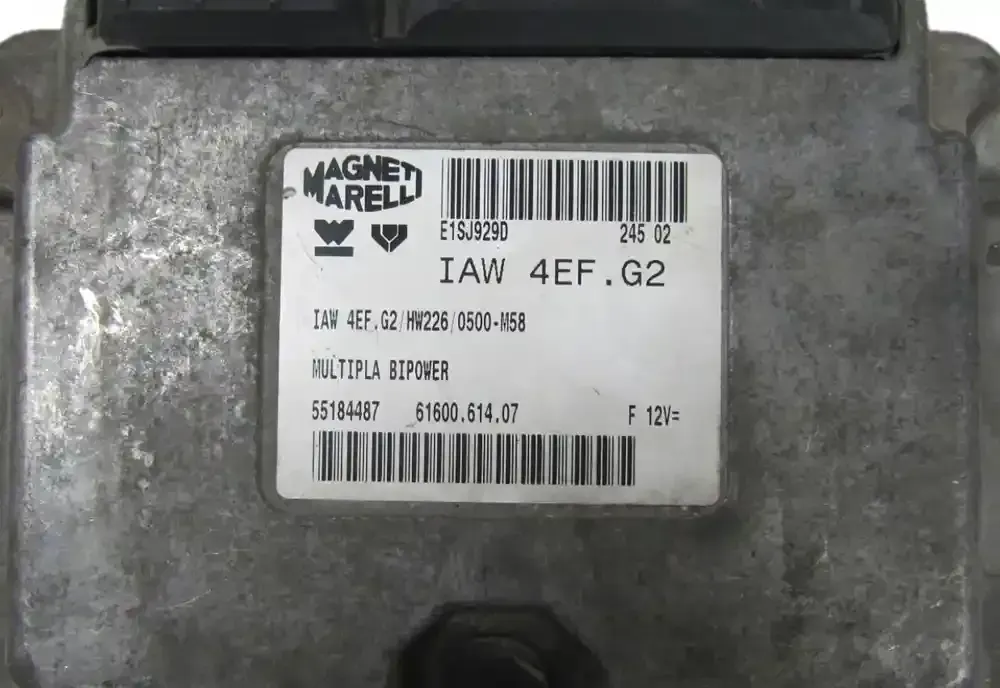 MAGNETI
MARELLI
E1SJ929D 245 02
IAW 4EF.G2
IAW 4EF.G2/HW226/0500-M58
MULTIPLA BIPOWER
55184487 61600.614.07 F 12V=